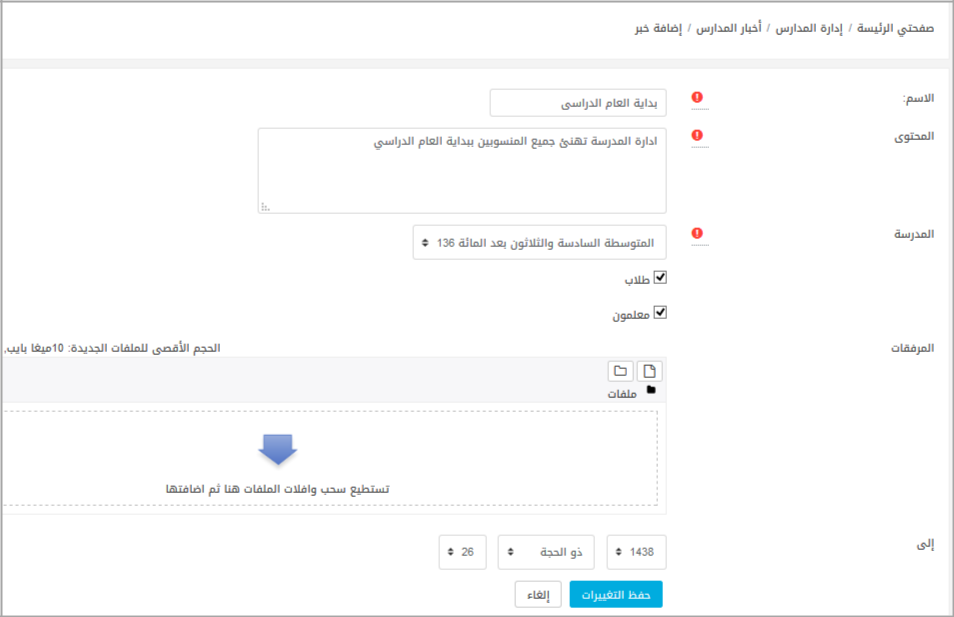 صفحتي الرئيسة / إدارة المدارس / أخبار المدارس / إضافة خبر
الاسم:
بداية العام الدراسى
المحتوى
ادارة المدرسة تهنئ جميع المنسوبين ببداية العام الدراسي
المدرسة
المتوسطة السادسة والثلاثون بعد المائة 136
طلاب
معلمون
المرفقات
الحجم الأقصى للملفات الجديدة: 10ميغا بايب,
ملفات
تستطيع سحب وافلات الملفات هنا ثم اضافتها
إلى
1438 ذو الحجة 26
حفظ التغييرات إلغاء